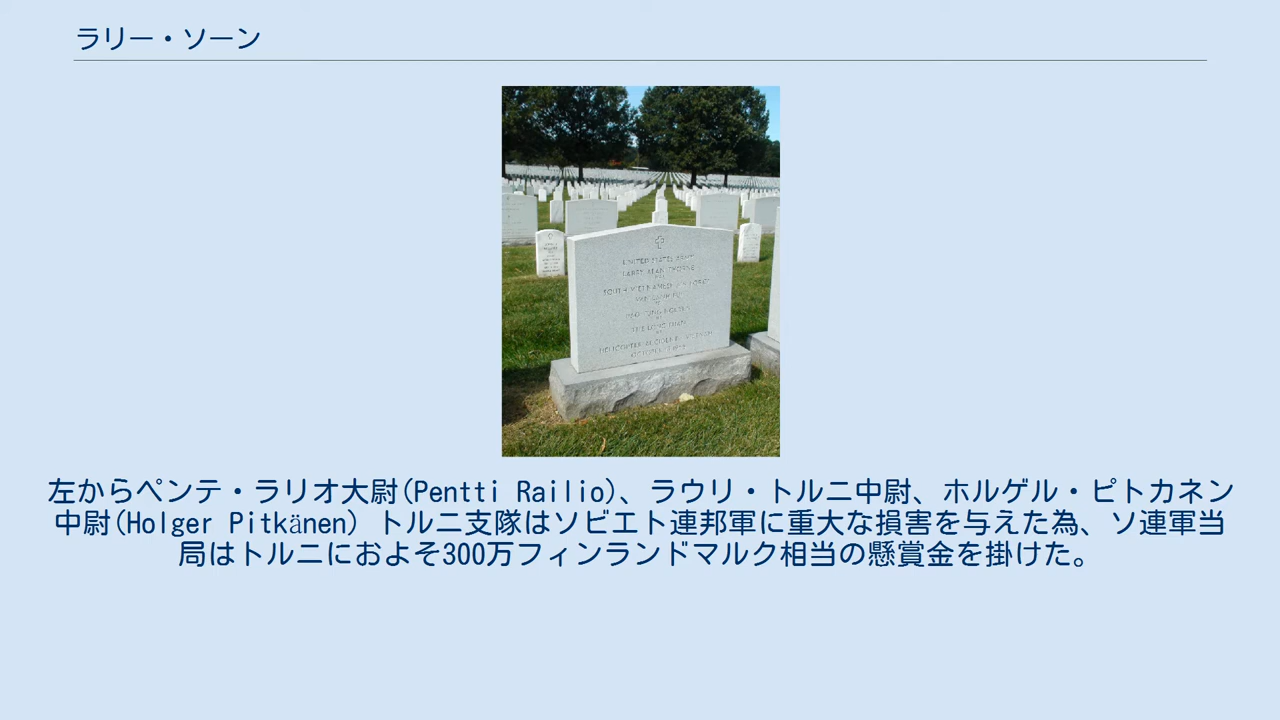 ラリー・ソーン
UNITED STATES ARMY
左からペンテ・ラリオ大尉(Pentti Railio)、ラウリ・トルニ中尉、ホルゲル・ピトカネン
中尉(Holger Pitkänen) トルニ支隊はソビエト連邦軍に重大な損害を与えた為、ソ連軍当
局はトルニにおよそ300万フィンランドマルク相当の懸賞金を掛けた。